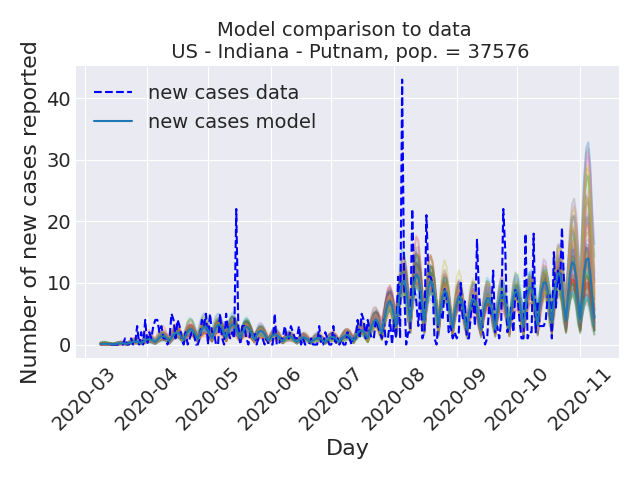 Model comparison to data
US - Indiana - Putnam, pop. = 37576
Number of new cases reported
40
30
20
10
0
new cases data
new cases model
2020-03
2020-04
2020-05
2020-06
2020-07
2020-08
2020-09
2020-10
2020-11
Day